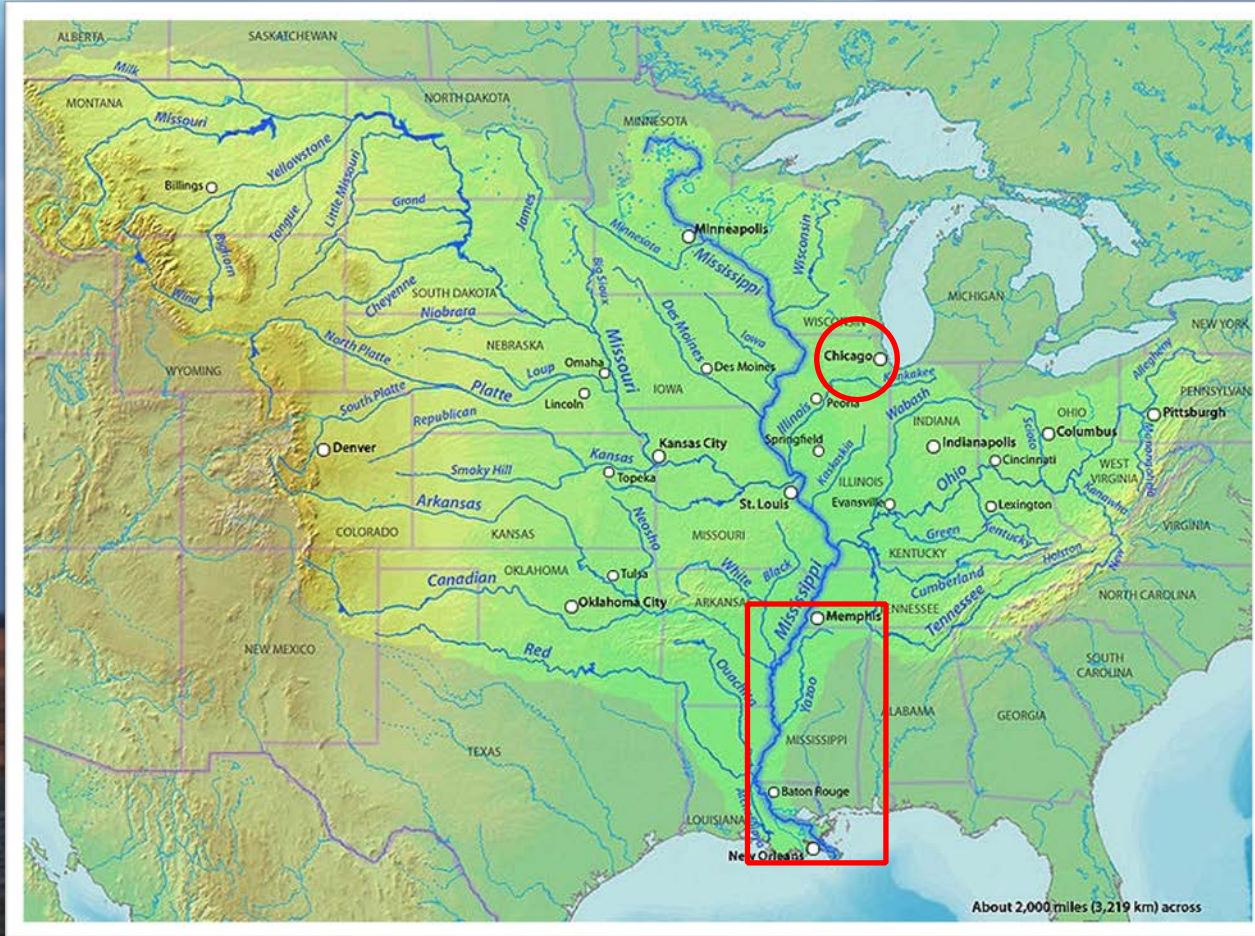 ALBERTA
SASKATCHEWAN
Milk
MONTANA
NORTH DAKOTA
MINNESOTA
Missouri
Yellowstone
Little Missouri
Billings
Tongue
Bighorn
Grond
James
Wind
Cheyenne
SOUTH DAKOTA
Niobrara
Big Sioux
Minnesota
Minneapolis
Mississippi
Wisconsin
WISCONSIN
MICHIGAN
NEW YORK
WYOMING
North Platte
NEBRASKA
Missouri
Des Moines
Iowa
Chicago
Kankakee
Allegheny
Omaha
Loup
Platte
South Platte
Lincoln
IOWA
Des Moines
Illinois
Peoria
Wabash
INDIANA
OHIO
PENNSYLVAN
Pittsburgh
Republican
Denver
Kansas City
Springfield
Kaskaskia
Indianapolis
Scioto
Columbus
Monongahela
Kansas
Smoky Hill
Topeka
ILLINOIS
Ohio
Cincinnati
WEST
VIRGINIA
Kanawha
Arkansas
St. Louis
Evansville
Lexington
COLORADO
KANSAS
Neosho
MISSOURI
Green
Kentucky
VIRGINIA
KENTUCKY
Holston
New
Canadian
OKLAHOMA
Tulsa
White
Black
Mississippi
Cumberland
Oklahoma City
ARKANSA
Memphis
TENNESSEE
Tennessee
NORTH CAROLINA
NEW MEXICO
Red
Ouachita
Yazoo
SOUTH
CAROLINA
ALABAMA
GEORGIA
TEXAS
MISSISSIPPI
Baton Rouge
LOUISIANA
New Orleans
About 2,000 miles (3,219 km) across